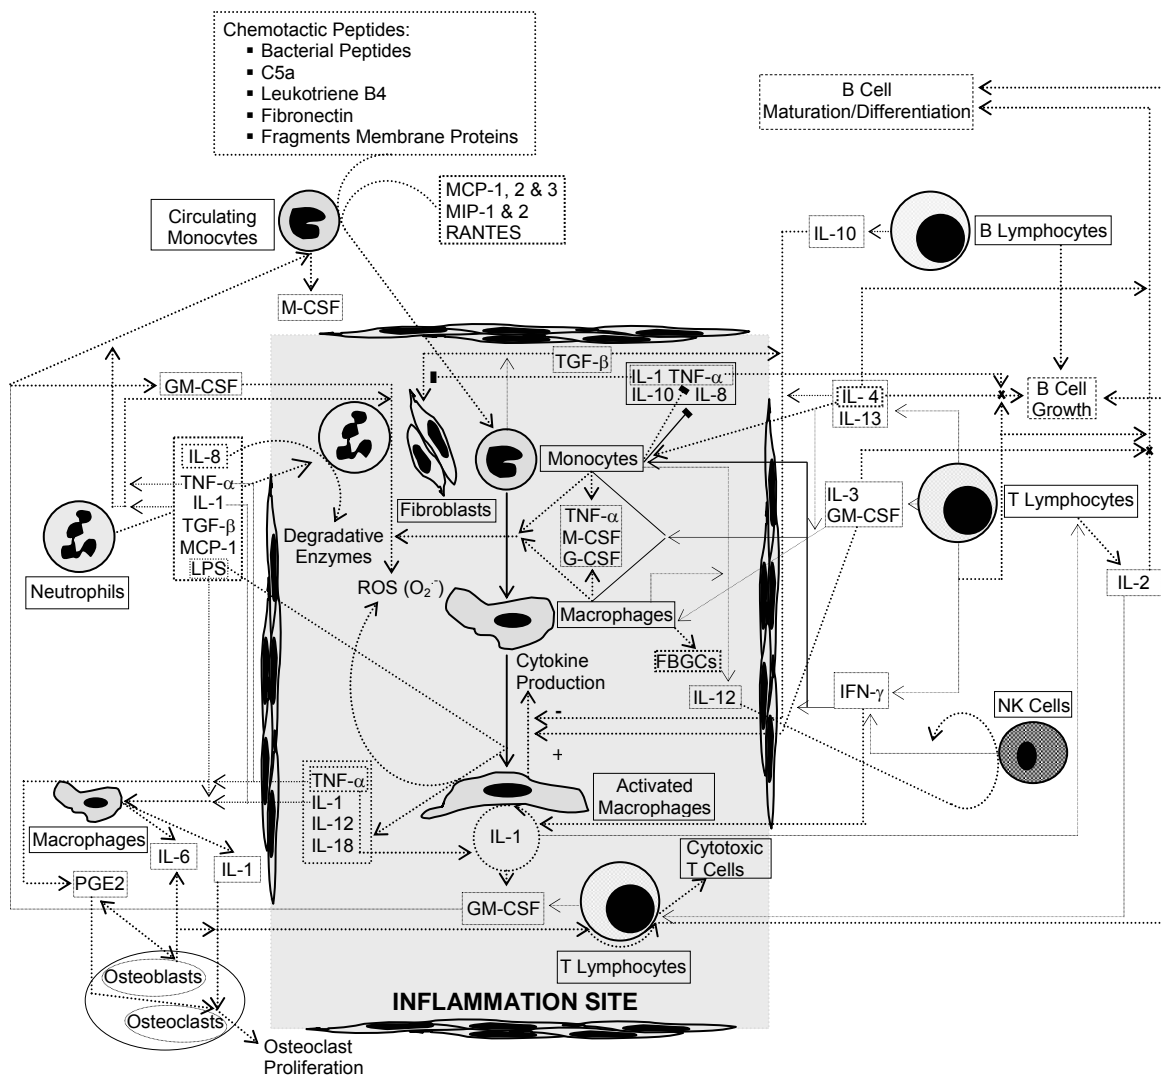 Chemotactic Peptides:
▪ Bacterial Peptides
▪ C5a
▪ Leukotriene B4
▪ Fibronectin
▪ Fragments Membrane Proteins
B Cell
Maturation/Differentiation
MCP-1, 2 & 3
MIP-1 & 2
RANTES
Circulating
Monocytes
IL-10
B Lymphocytes
M-CSF
TGF-β
GM-CSF
IL-1 TNF-α
IL-10 IL-8
IL- 4
IL-13
B Cell
Growth
IL-8
TNF-α
IL-1
TGF-β
MCP-1
LPS
Monocytes
Fibroblasts
Degradative
Enzymes
TNF-α
M-CSF
G-CSF
IL-3
GM-CSF
T Lymphocytes
Neutrophils
ROS (O₂·⁻)
IL-2
Macrophages
FBGCs
Cytokine
Production
IL-12
IFN-γ
NK Cells
-
+
TNF-α
IL-1
IL-12
IL-18
Activated
Macrophages
Macrophages
IL-6
IL-1
IL-1
Cytotoxic
T Cells
PGE2
GM-CSF
T Lymphocytes
Osteoblasts
Osteoclasts
INFLAMMATION SITE
Osteoclast
Proliferation